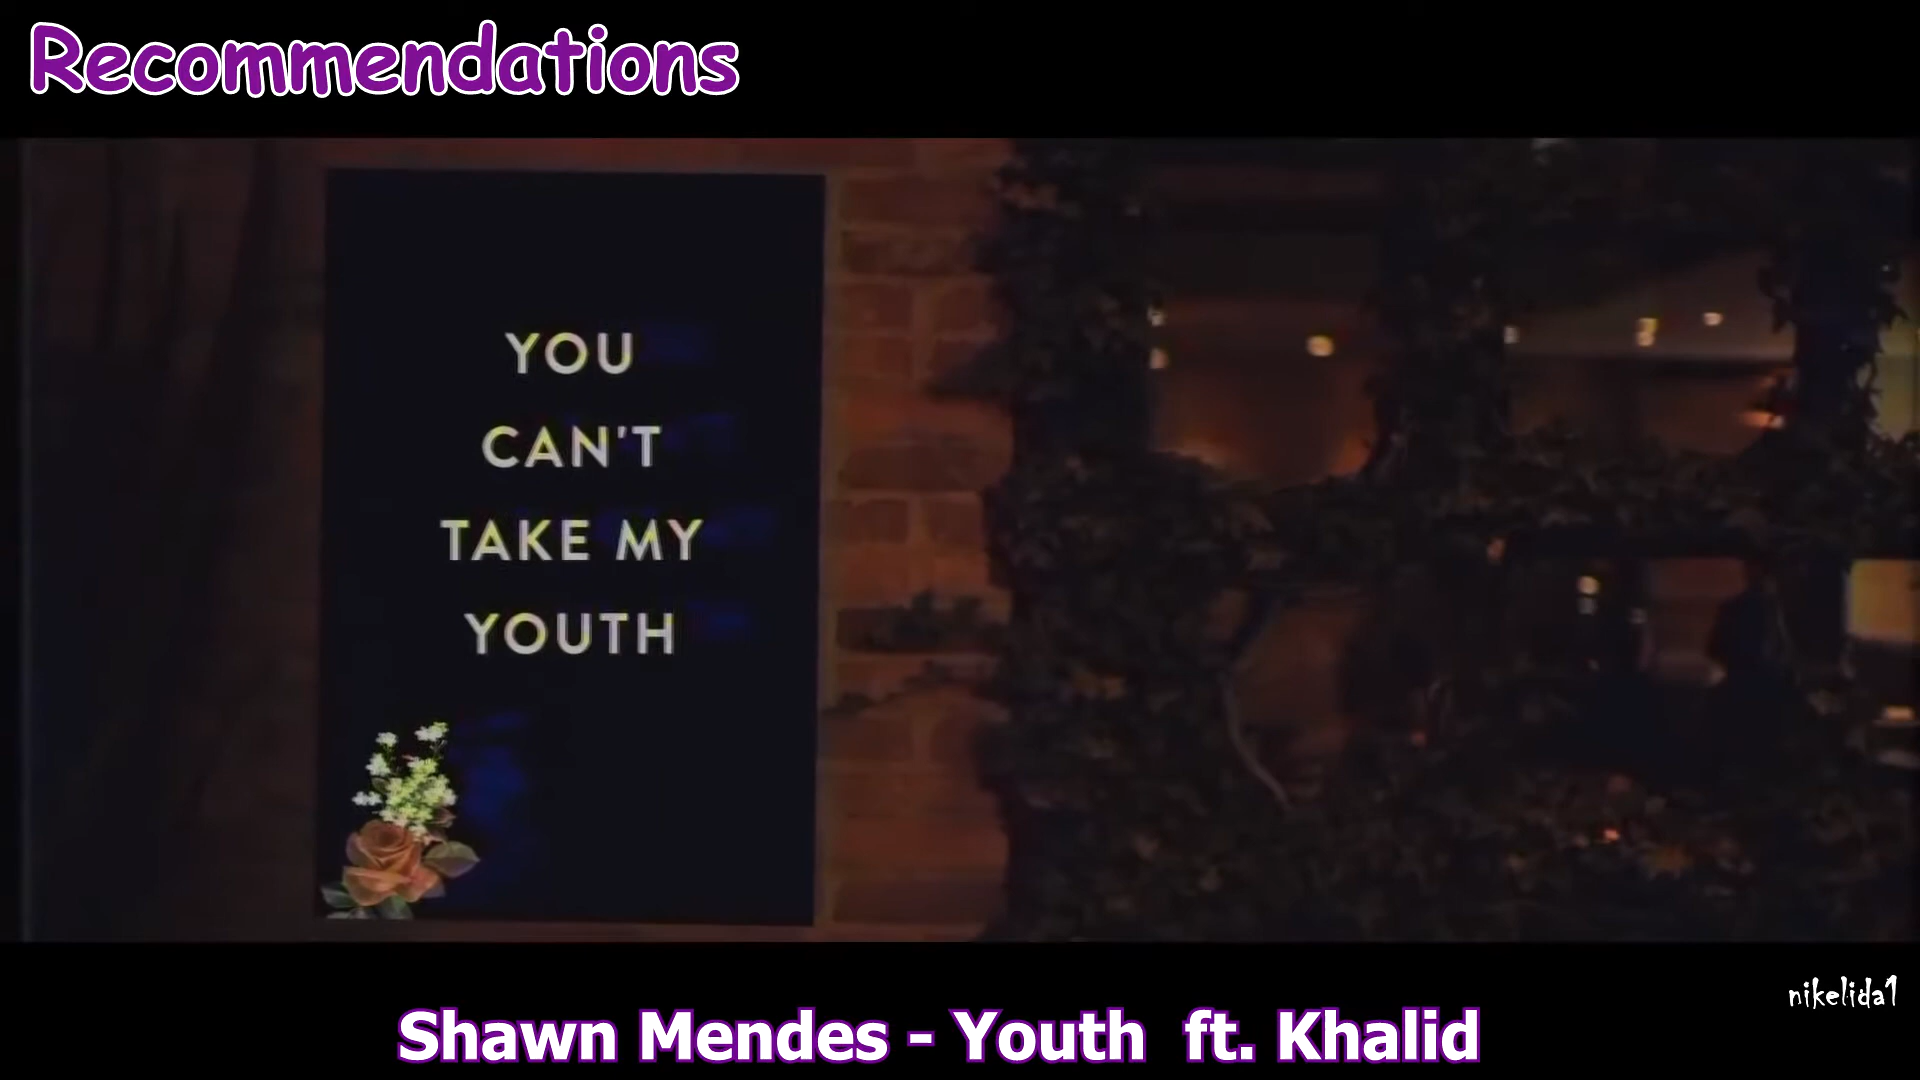 Recommendations
YOU
CAN'T
TAKE MY
YOUTH
nikelida1
Shawn Mendes - Youth ft. Khalid